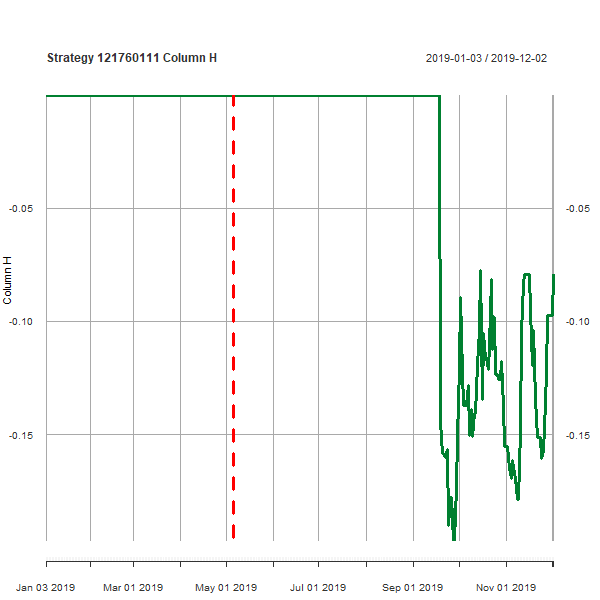 Strategy 121760111 Column H
2019-01-03 / 2019-12-02
-0.05
-0.05
-0.10
-0.10
-0.15
-0.15
Column H
Jan 03 2019
Mar 01 2019
May 01 2019
Jul 01 2019
Sep 01 2019
Nov 01 2019